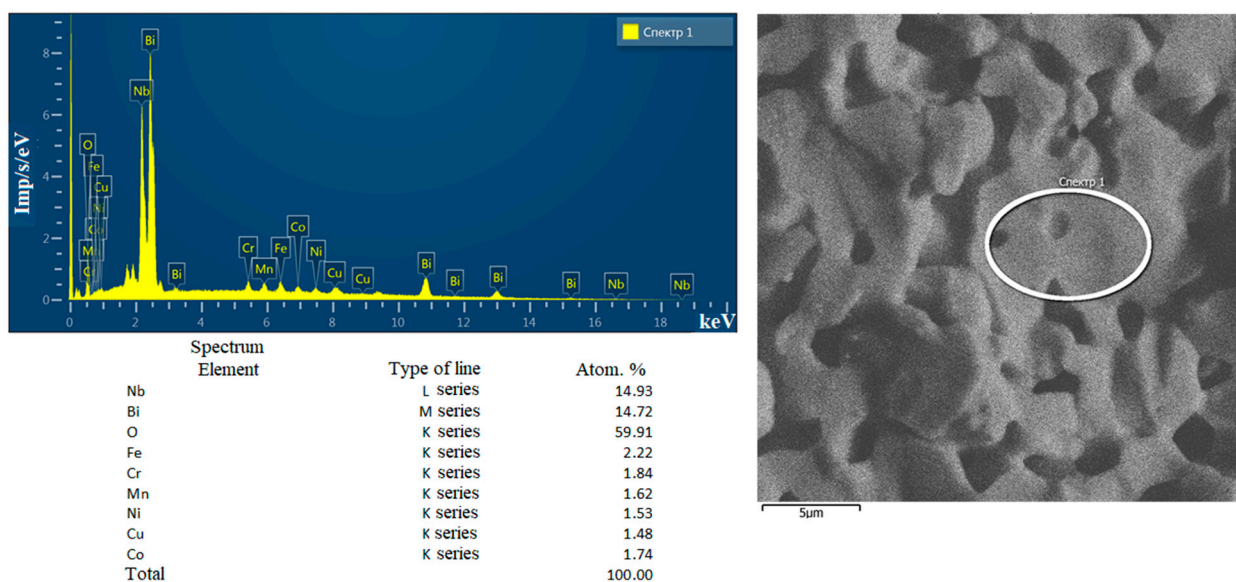 Спектр 1
Imp/s/eV
8
6
4
2
0
Bi
Nb
O
Fe
Cu
Ni
Co
M
Cr
Bi
Cr
Mn
Fe
Co
Ni
Cu
Cu
Bi
Bi
Bi
Bi
Nb
Nb
0 2 4 6 8 10 12 14 16 18 keV
Spectrum
Element Type of line Atom. %
Nb L series 14.93
Bi M series 14.72
O K series 59.91
Fe K series 2.22
Cr K series 1.84
Mn K series 1.62
Ni K series 1.53
Cu K series 1.48
Co K series 1.74
Total 100.00
Спектр 1
5µm